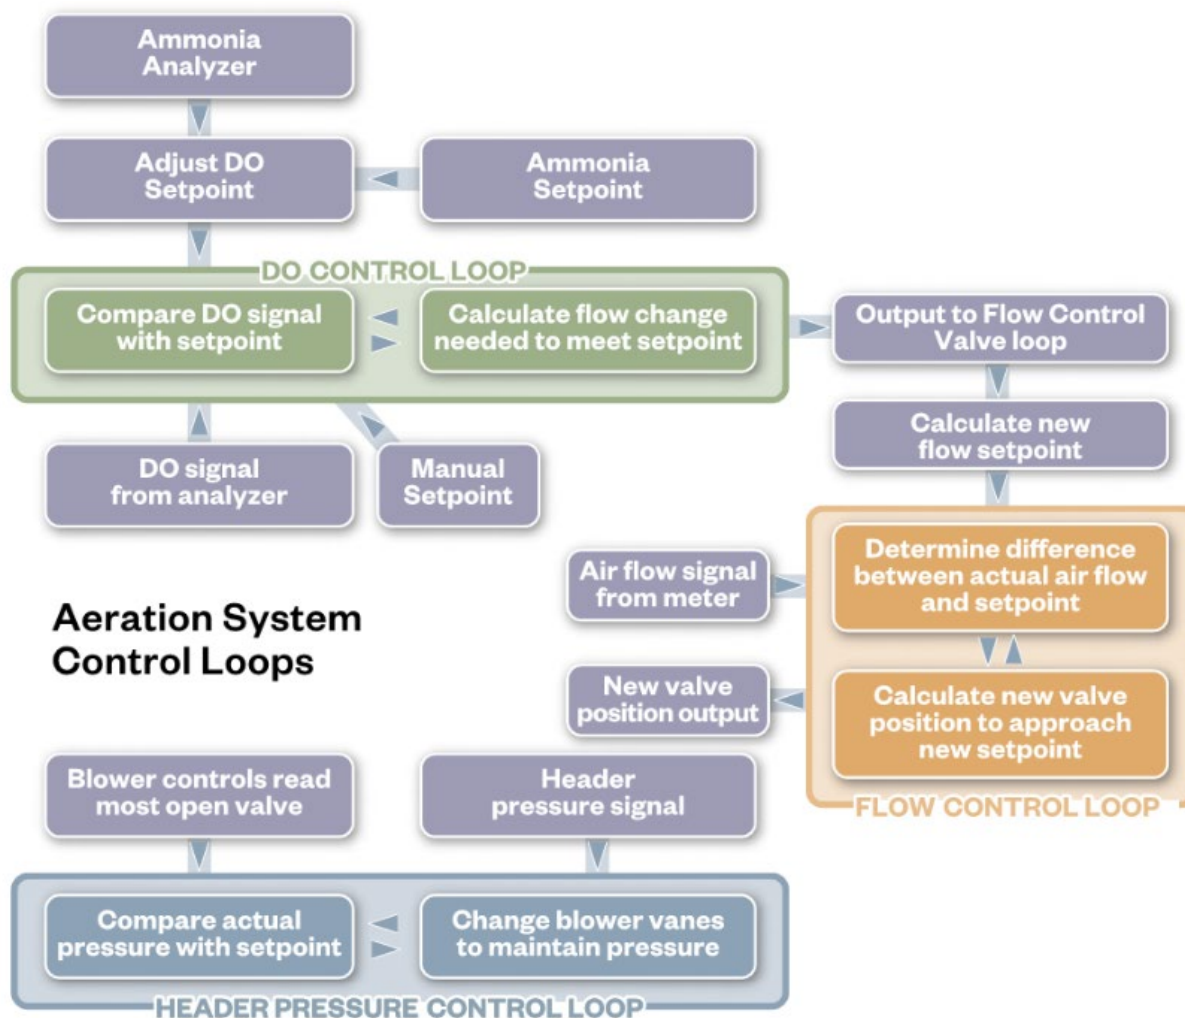 Ammonia
Analyzer
Adjust DO
Setpoint
Ammonia
Setpoint
DO CONTROL LOOP
Compare DO signal
with setpoint
Calculate flow change
needed to meet setpoint
Output to Flow Control
Valve loop
Calculate new
flow setpoint
DO signal
from analyzer
Manual
Setpoint
Determine difference
between actual air flow
and setpoint
Air flow signal
from meter
Aeration System
Control Loops
New valve
position output
Calculate new valve
position to approach
new setpoint
FLOW CONTROL LOOP
Blower controls read
most open valve
Header
pressure signal
Compare actual
pressure with setpoint
Change blower vanes
to maintain pressure
HEADER PRESSURE CONTROL LOOP